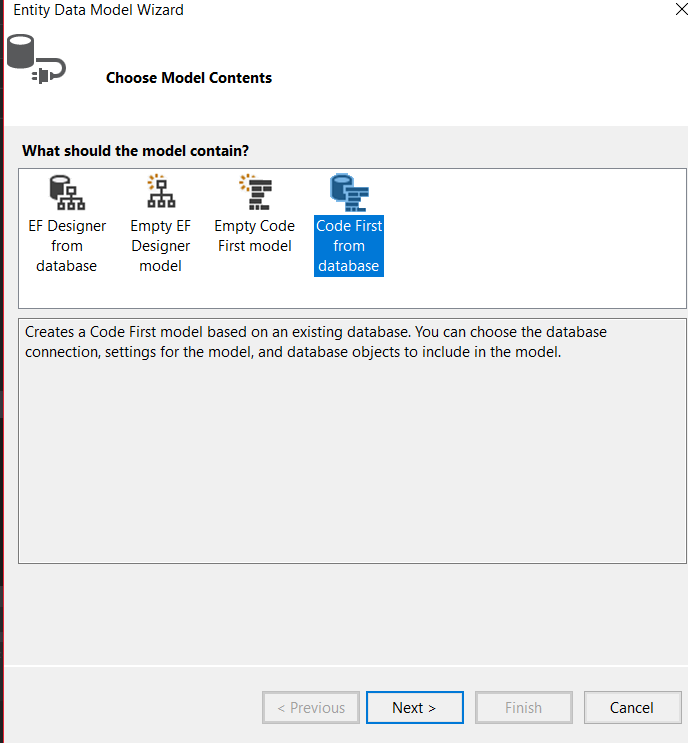 Entity Data Model Wizard
Choose Model Contents
What should the model contain?
EF Designer
from
database
Empty EF
Designer
model
Empty Code
First model
Code First
from
database
Creates a Code First model based on an existing database. You can choose the database
connection, settings for the model, and database objects to include in the model.
< Previous
Next >
Finish
Cancel